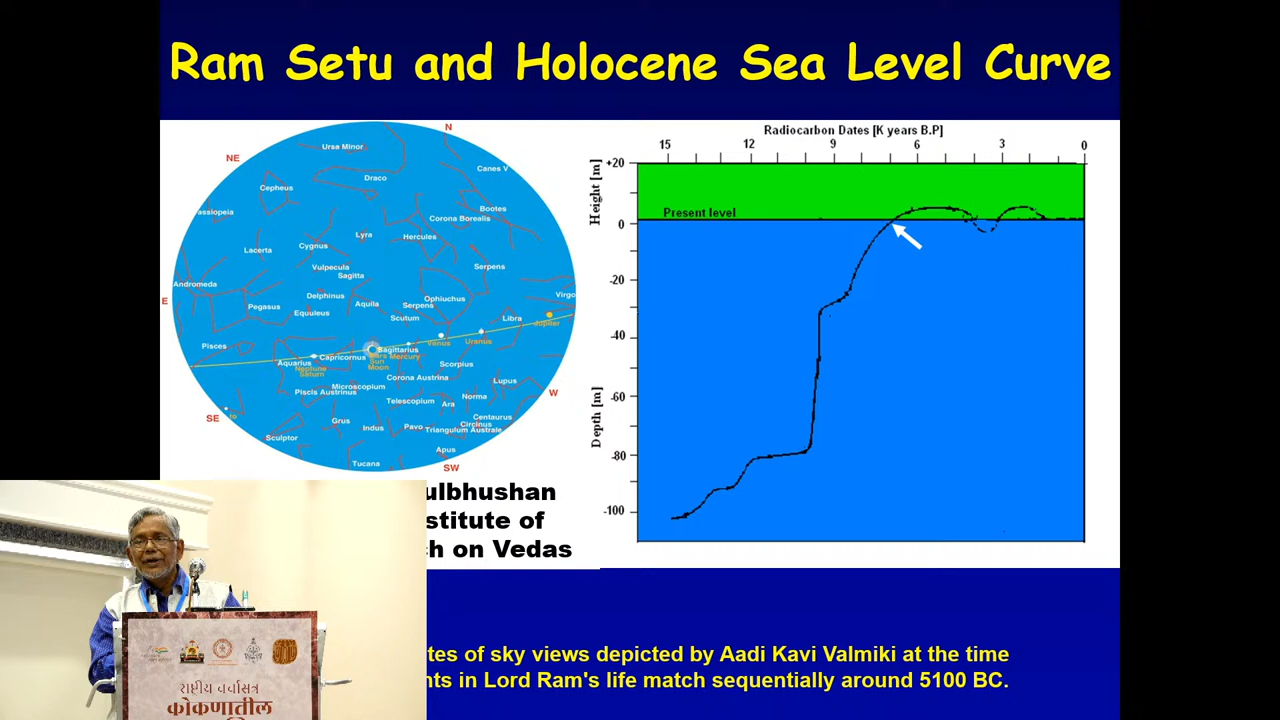 Ram Setu and Holocene Sea Level Curve
N
NE
E
SE
SW
W
Ursa Minor
Canes V
Draco
Cepheus
Bootes
assiopeia
Corona Borealis
Lyra
Hercules
Cygnus
Lacerta
Vulpecula
Sagitta
Serpens
Andromeda
Delphinus
Aquila
Ophiuchus
Virgo
Pegasus
Equuleus
Serpens
Scutum
Libra
Jupiter
Venus
Uranus
Pisces
Capricornus
Sagittarius
Mars Mercury
Sun
Moon
Aquarius
Neptune
Saturn
Scorpius
Corona Austrina
Microscopium
Lupus
Piscis Austrinus
Telescopium
Ara
Norma
Io
Grus
Indus
Pavo
Triangulum Australe
Circinus
Centaurus
Sculptor
Apus
Tucana
Radiocarbon Dates [K years B.P]
15 12 9 6 3 0
Height [m]
Depth [m]
+20
0
-20
-40
-60
-80
-100
Present level
ulbhushan
stitute of
ch on Vedas
tes of sky views depicted by Aadi Kavi Valmiki at the time
nts in Lord Ram's life match sequentially around 5100 BC.
राष्ट्रीय चर्चासत्र
कोकणातील